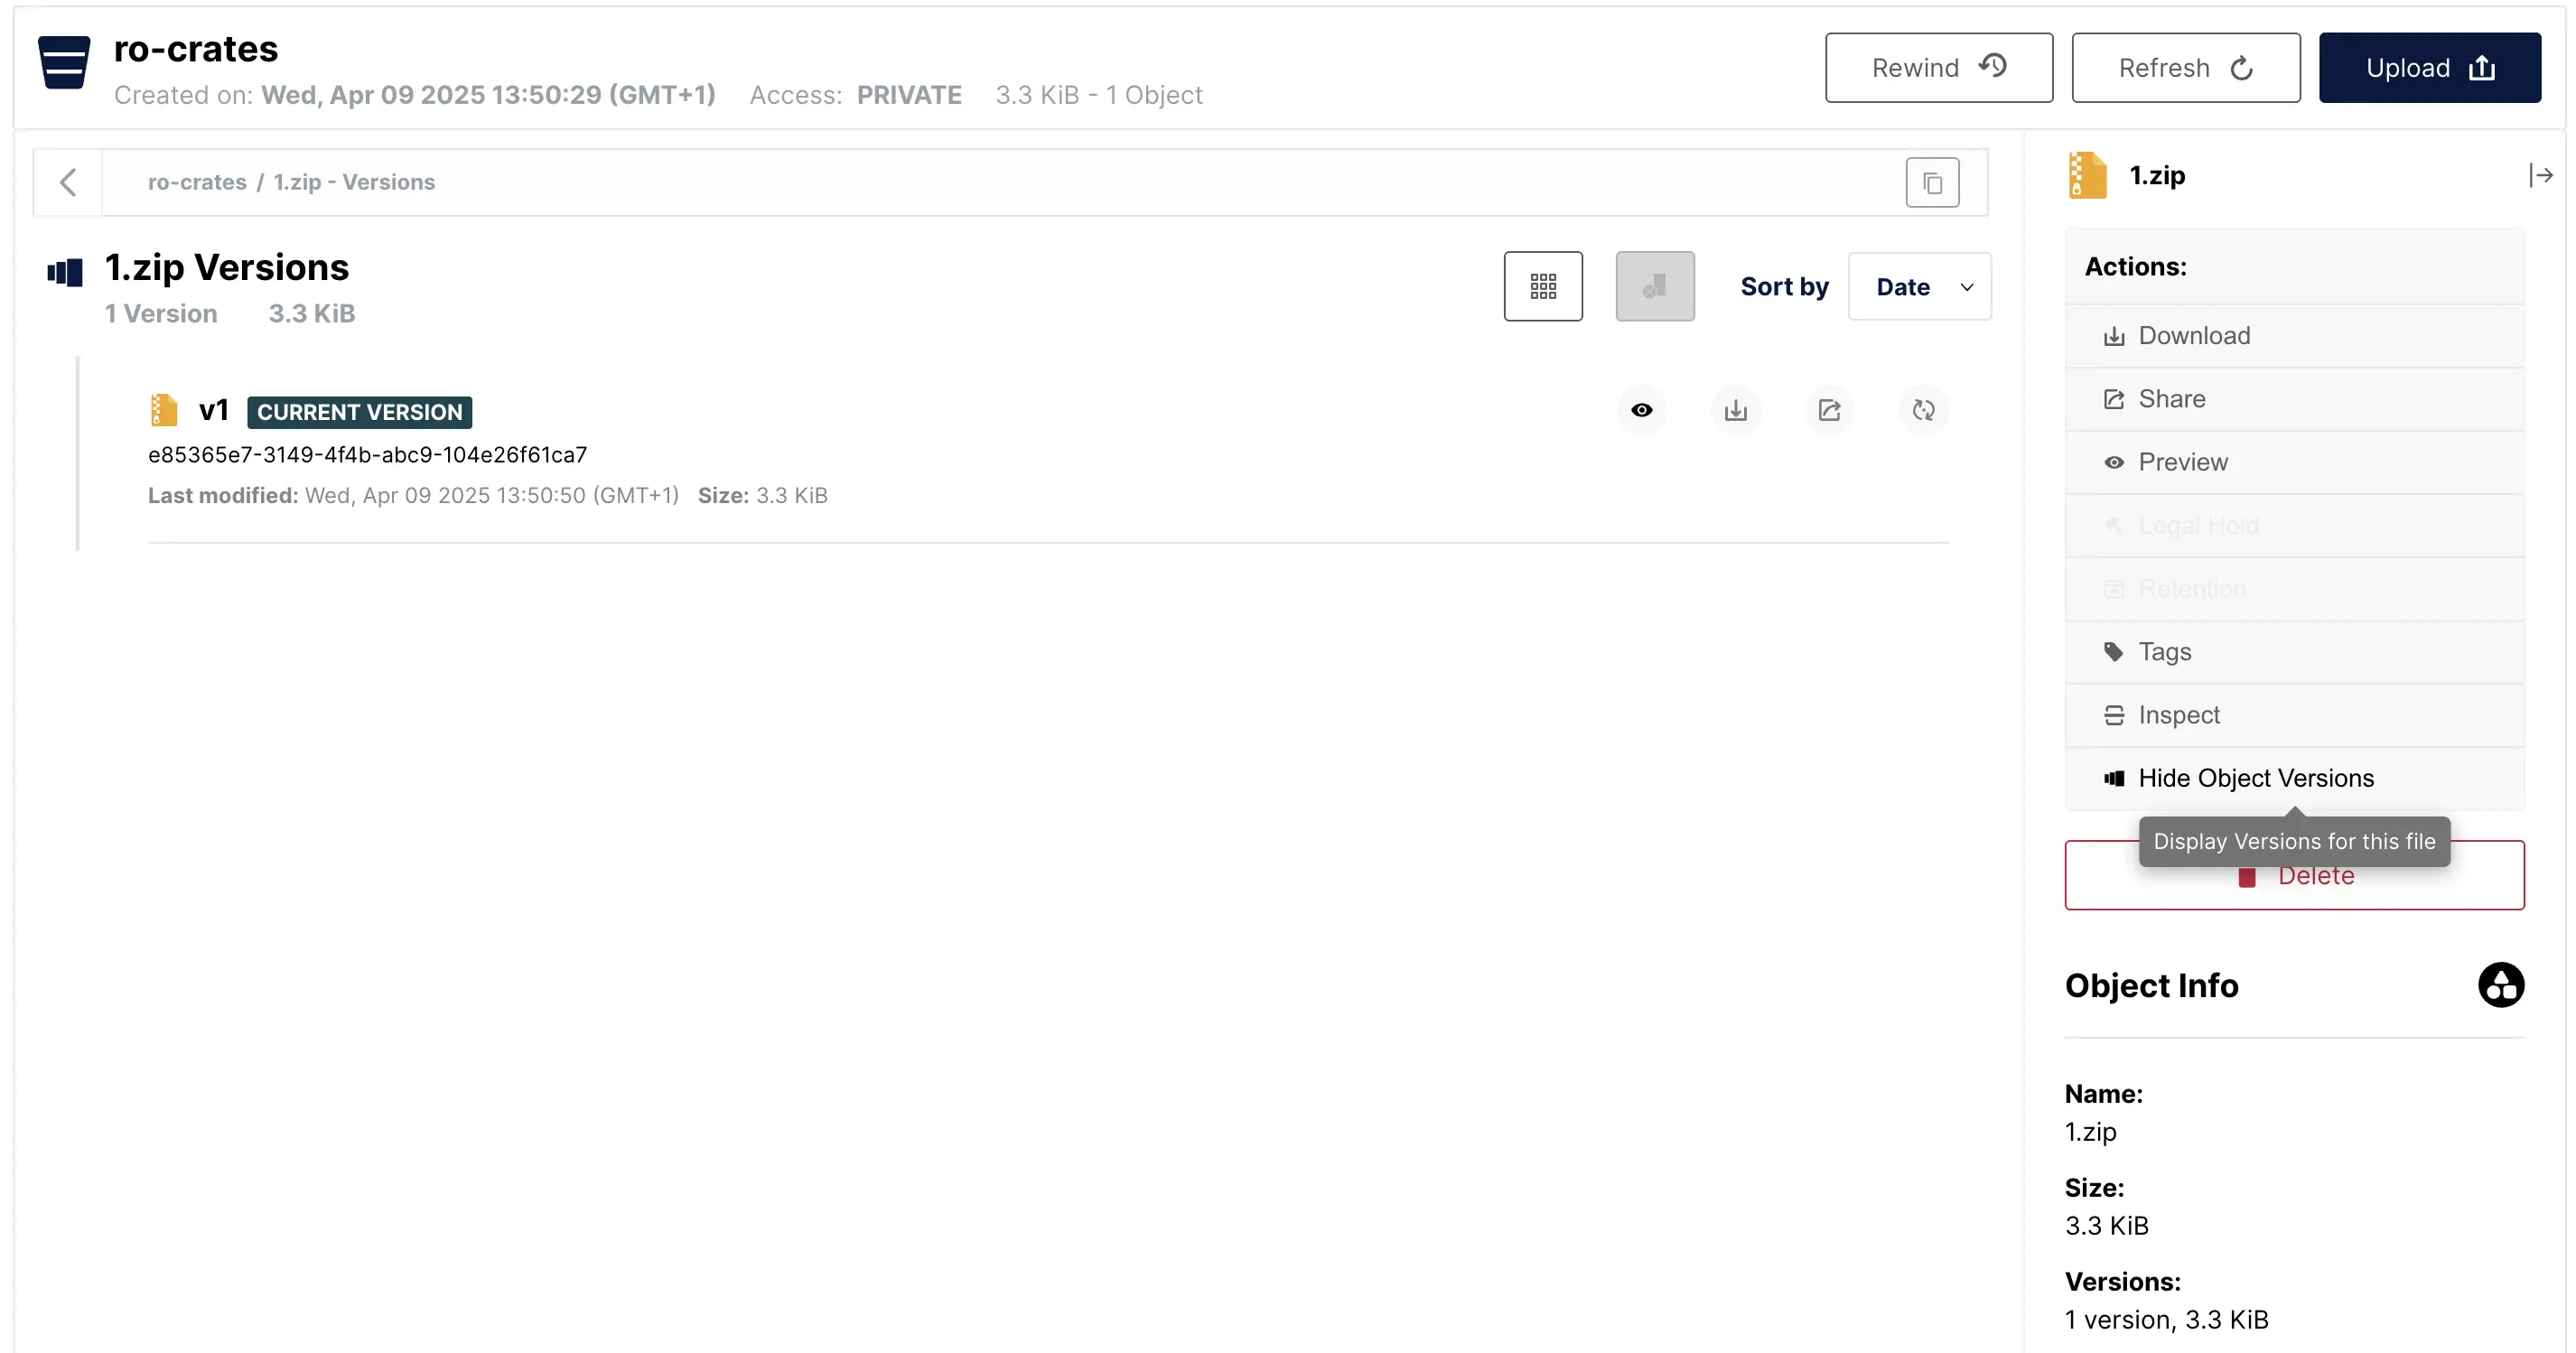 ro-crates
Created on: Wed, Apr 09 2025 13:50:29 (GMT+1) Access: PRIVATE 3.3 KiB - 1 Object
Rewind
Refresh
Upload
ro-crates / 1.zip - Versions
1.zip Versions
1 Version 3.3 KiB
Sort by
Date
v1 CURRENT VERSION
e85365e7-3149-4f4b-abc9-104e26f61ca7
Last modified: Wed, Apr 09 2025 13:50:50 (GMT+1) Size: 3.3 KiB
1.zip
Actions:
Download
Share
Preview
Legal Hold
Retention
Tags
Inspect
Hide Object Versions
Display Versions for this file
Delete
Object Info
Name:
1.zip
Size:
3.3 KiB
Versions:
1 version, 3.3 KiB